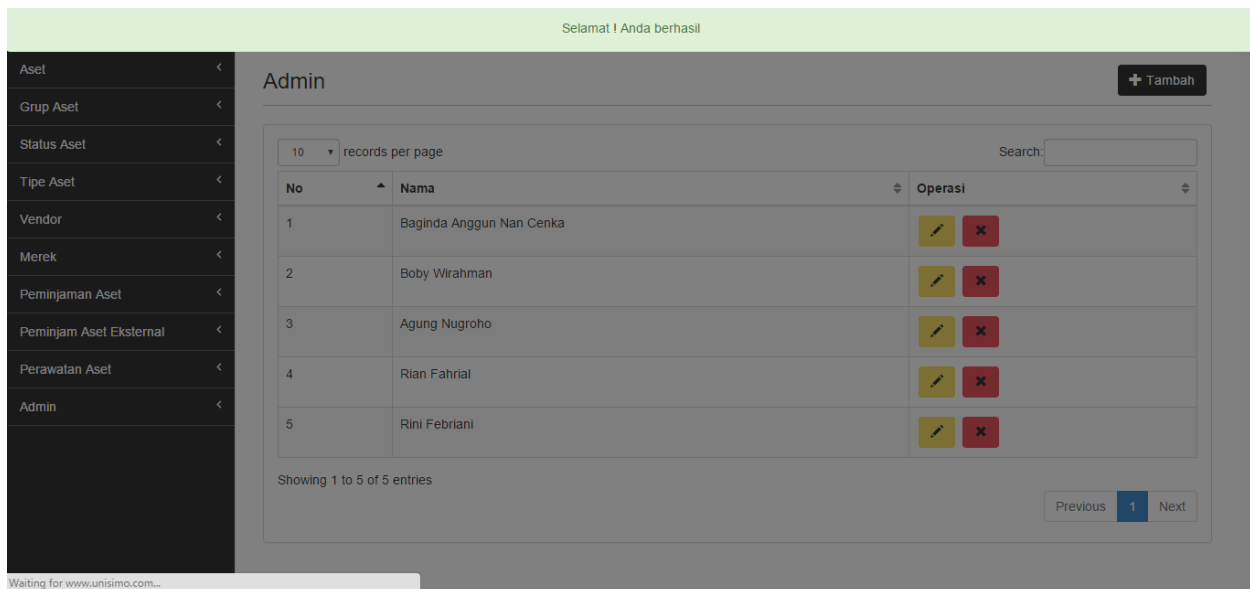 Selamat ! Anda berhasil
Aset
Grup Aset
Status Aset
Tipe Aset
Vendor
Merek
Peminjaman Aset
Peminjam Aset Eksternal
Perawatan Aset
Admin
Admin
Tambah
10 records per page
Search:
No Nama Operasi
1 Baginda Anggun Nan Cenka
2 Boby Wirahman
3 Agung Nugroho
4 Rian Fahrial
5 Rini Febriani
Showing 1 to 5 of 5 entries
Previous 1 Next
Waiting for www.unisimo.com...